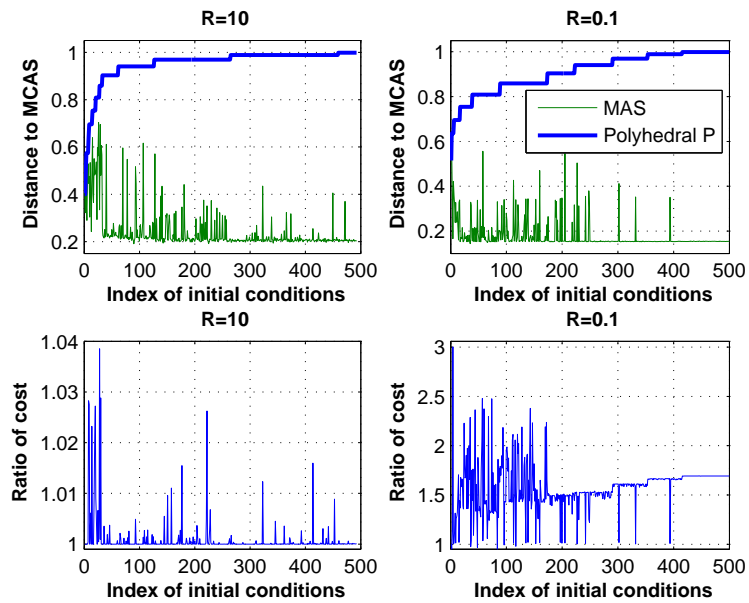 R=10
R=0.1
Distance to MCAS
1
0.8
0.6
0.4
0.2
0 100 200 300 400 500
Index of initial conditions
Distance to MCAS
1
0.8
0.6
0.4
0.2
MAS
Polyhedral P
0 100 200 300 400 500
Index of initial conditions
R=10
R=0.1
Ratio of cost
1.04
1.03
1.02
1.01
1
0 100 200 300 400 500
Index of initial conditions
Ratio of cost
3
2.5
2
1.5
1
0 100 200 300 400 500
Index of initial conditions